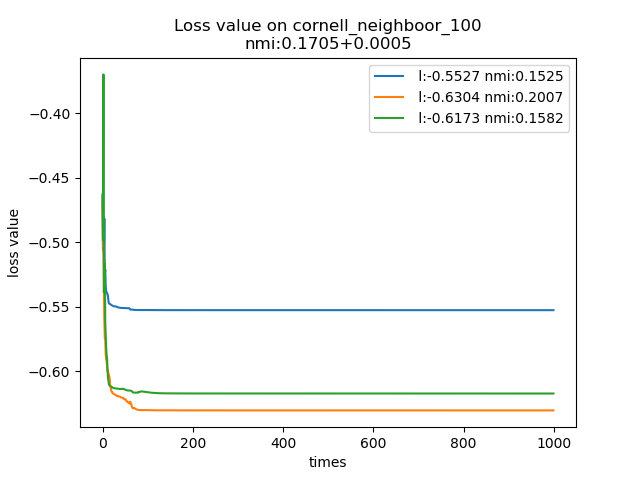 Loss value on cornell_neighboor_100
nmi:0.1705+0.0005
l:-0.5527 nmi:0.1525
l:-0.6304 nmi:0.2007
l:-0.6173 nmi:0.1582
−0.40
−0.45
−0.50
−0.55
−0.60
loss value
0 200 400 600 800 1000
times